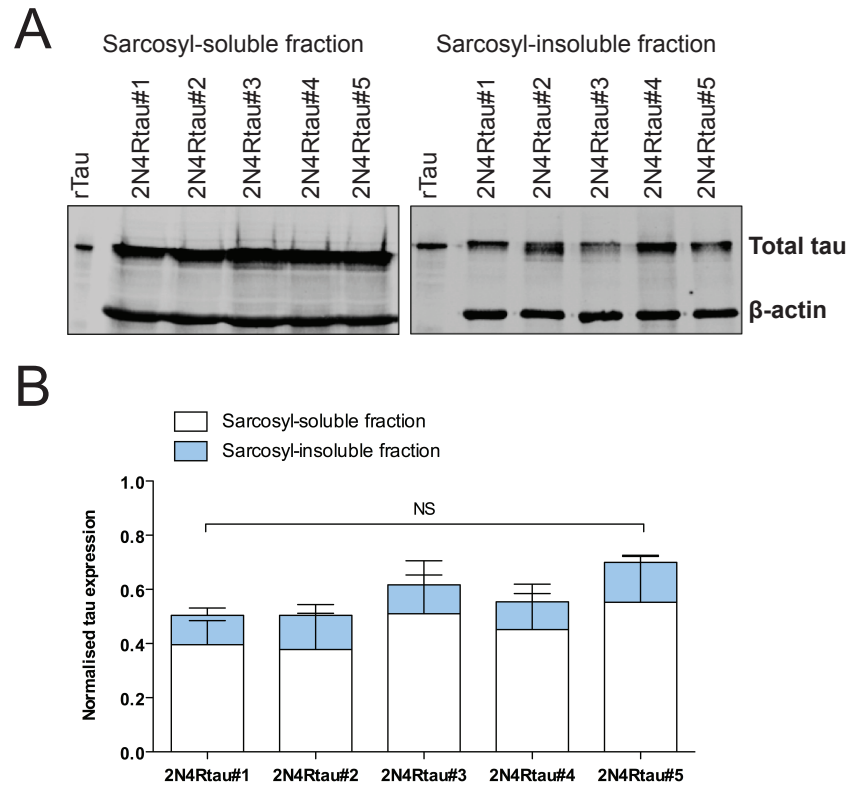 A
Sarcosyl-soluble fraction
Sarcosyl-insoluble fraction
rTau
2N4Rtau#1
2N4Rtau#2
2N4Rtau#3
2N4Rtau#4
2N4Rtau#5
rTau
2N4Rtau#1
2N4Rtau#2
2N4Rtau#3
2N4Rtau#4
2N4Rtau#5
Total tau
β-actin
B
Sarcosyl-soluble fraction
Sarcosyl-insoluble fraction
Normalised tau expression
1.0
0.8
0.6
0.4
0.2
0.0
NS
2N4Rtau#1
2N4Rtau#2
2N4Rtau#3
2N4Rtau#4
2N4Rtau#5